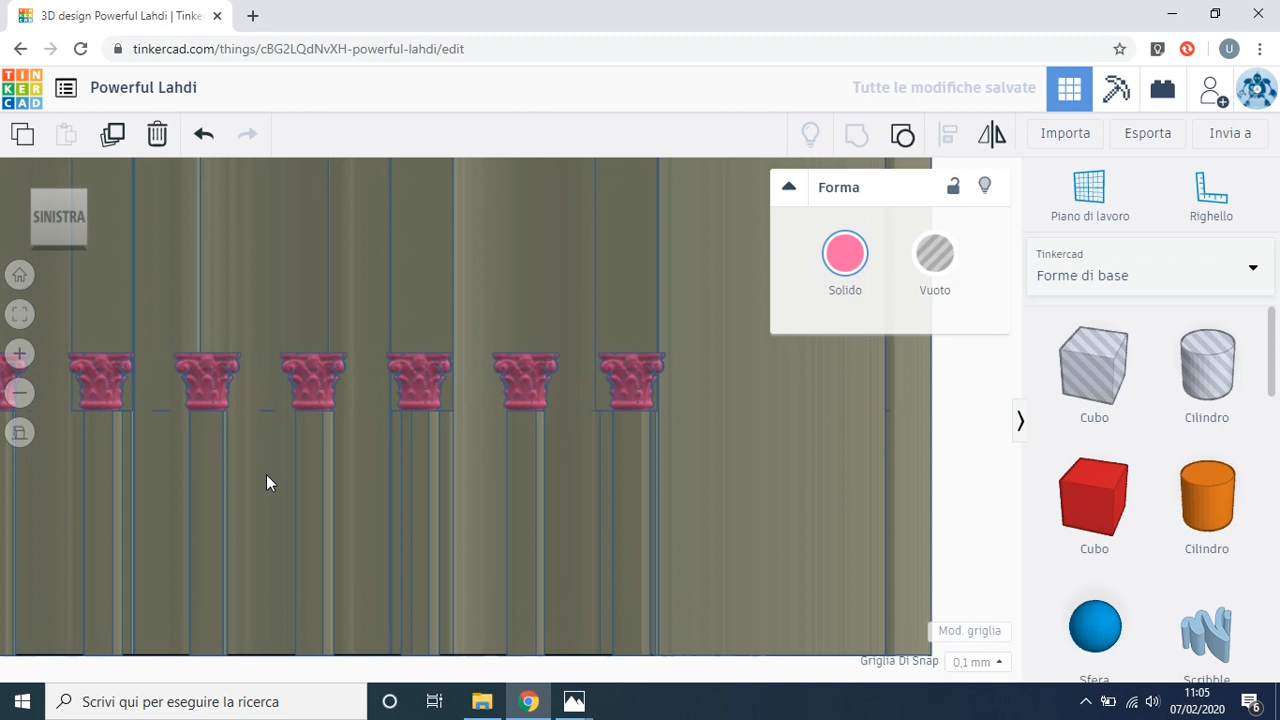 3D design Powerful Lahdi | Tinke
tinkercad.com/things/cBG2LQdNvXH-powerful-lahdi/edit
U
TIN
KER
CAD
Powerful Lahdi
Tutte le modifiche salvate
Importa
Esporta
Invia a
SINISTRA
Forma
Solido
Vuoto
Piano di lavoro
Righello
Tinkercad
Forme di base
Cubo
Cilindro
Cubo
Cilindro
Sfera
Scribble
Mod. griglia
Griglia Di Snap
0,1 mm
Scrivi qui per eseguire la ricerca
11:05
07/02/2020
6